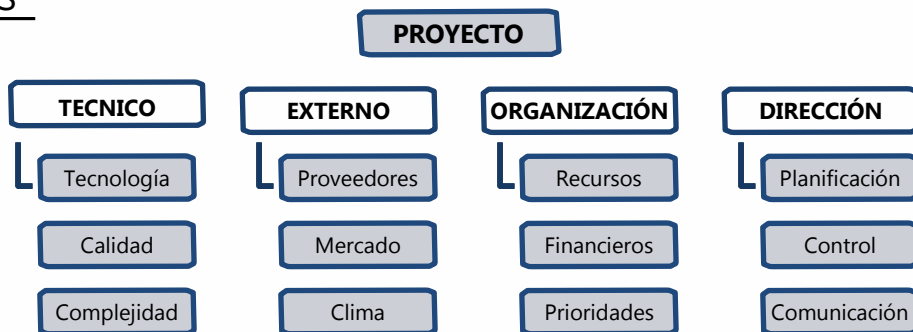 S
PROYECTO
TECNICO
EXTERNO
ORGANIZACIÓN
DIRECCIÓN
Tecnología
Proveedores
Recursos
Planificación
Calidad
Mercado
Financieros
Control
Complejidad
Clima
Prioridades
Comunicación